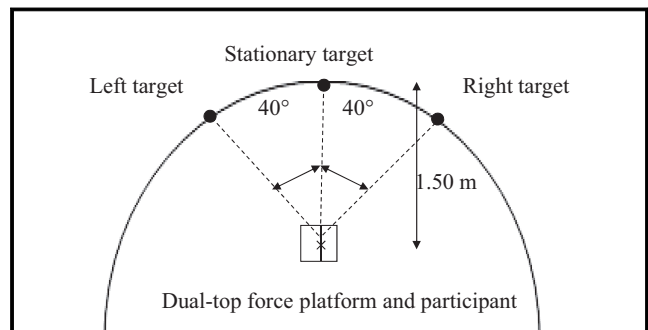 Stationary target
Left target
Right target
40°
40°
1.50 m
Dual-top force platform and participant